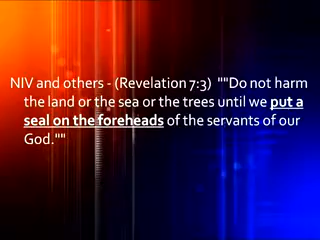 NIV and others - (Revelation 7:3) ""Do not harm
the land or the sea or the trees until we put a
seal on the foreheads of the servants of our
God.""